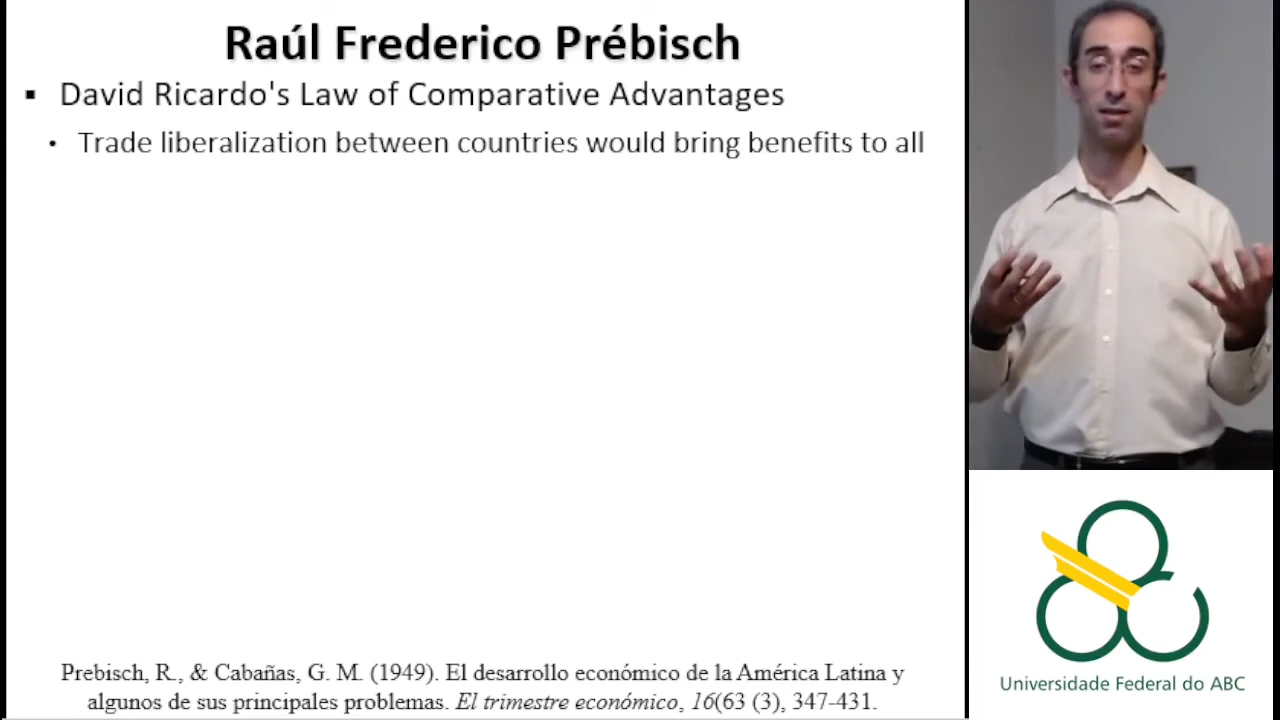 Raúl Frederico Prébisch
▪ David Ricardo's Law of Comparative Advantages
• Trade liberalization between countries would bring benefits to all
Prebisch, R., & Cabañas, G. M. (1949). El desarrollo económico de la América Latina y
algunos de sus principales problemas. El trimestre económico, 16(63 (3), 347-431.
Universidade Federal do ABC